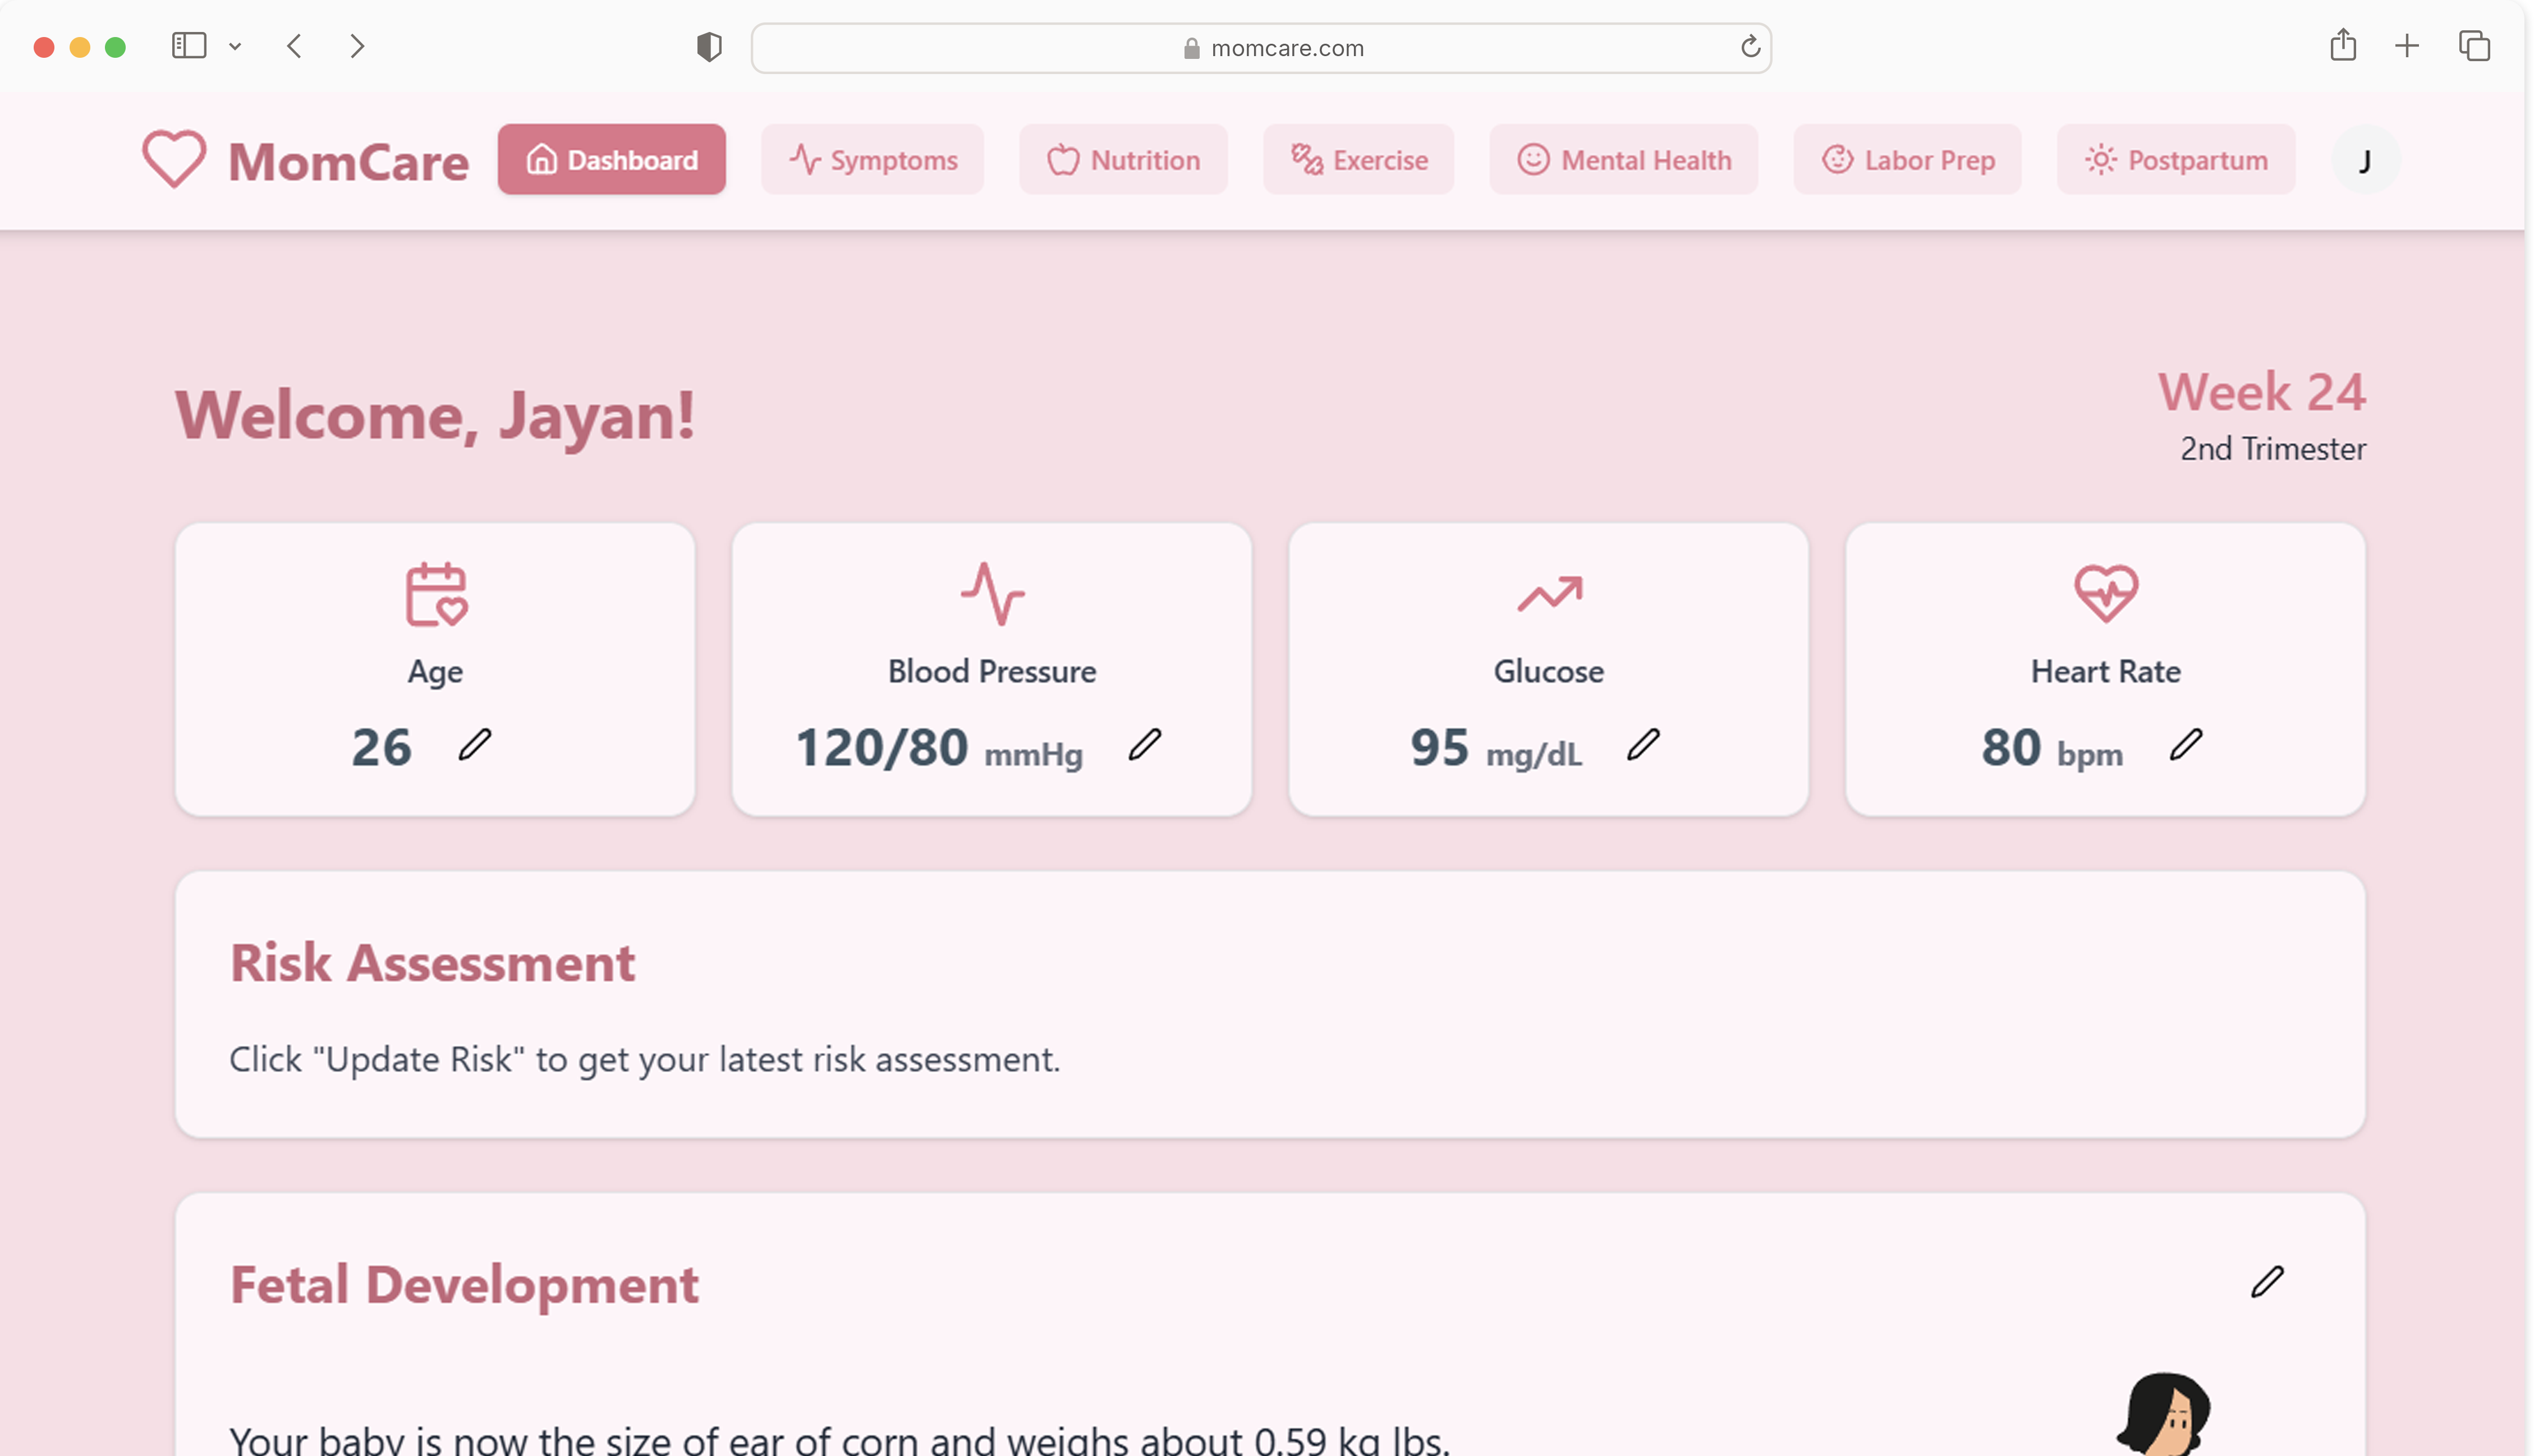 momcare.com
MomCare
Dashboard
Symptoms
Nutrition
Exercise
Mental Health
Labor Prep
Postpartum
J
Welcome, Jayan!
Week 24
2nd Trimester
Age
26
Blood Pressure
120/80 mmHg
Glucose
95 mg/dL
Heart Rate
80 bpm
Risk Assessment
Click "Update Risk" to get your latest risk assessment.
Fetal Development
Your baby is now the size of ear of corn and weighs about 0.59 kg lbs.